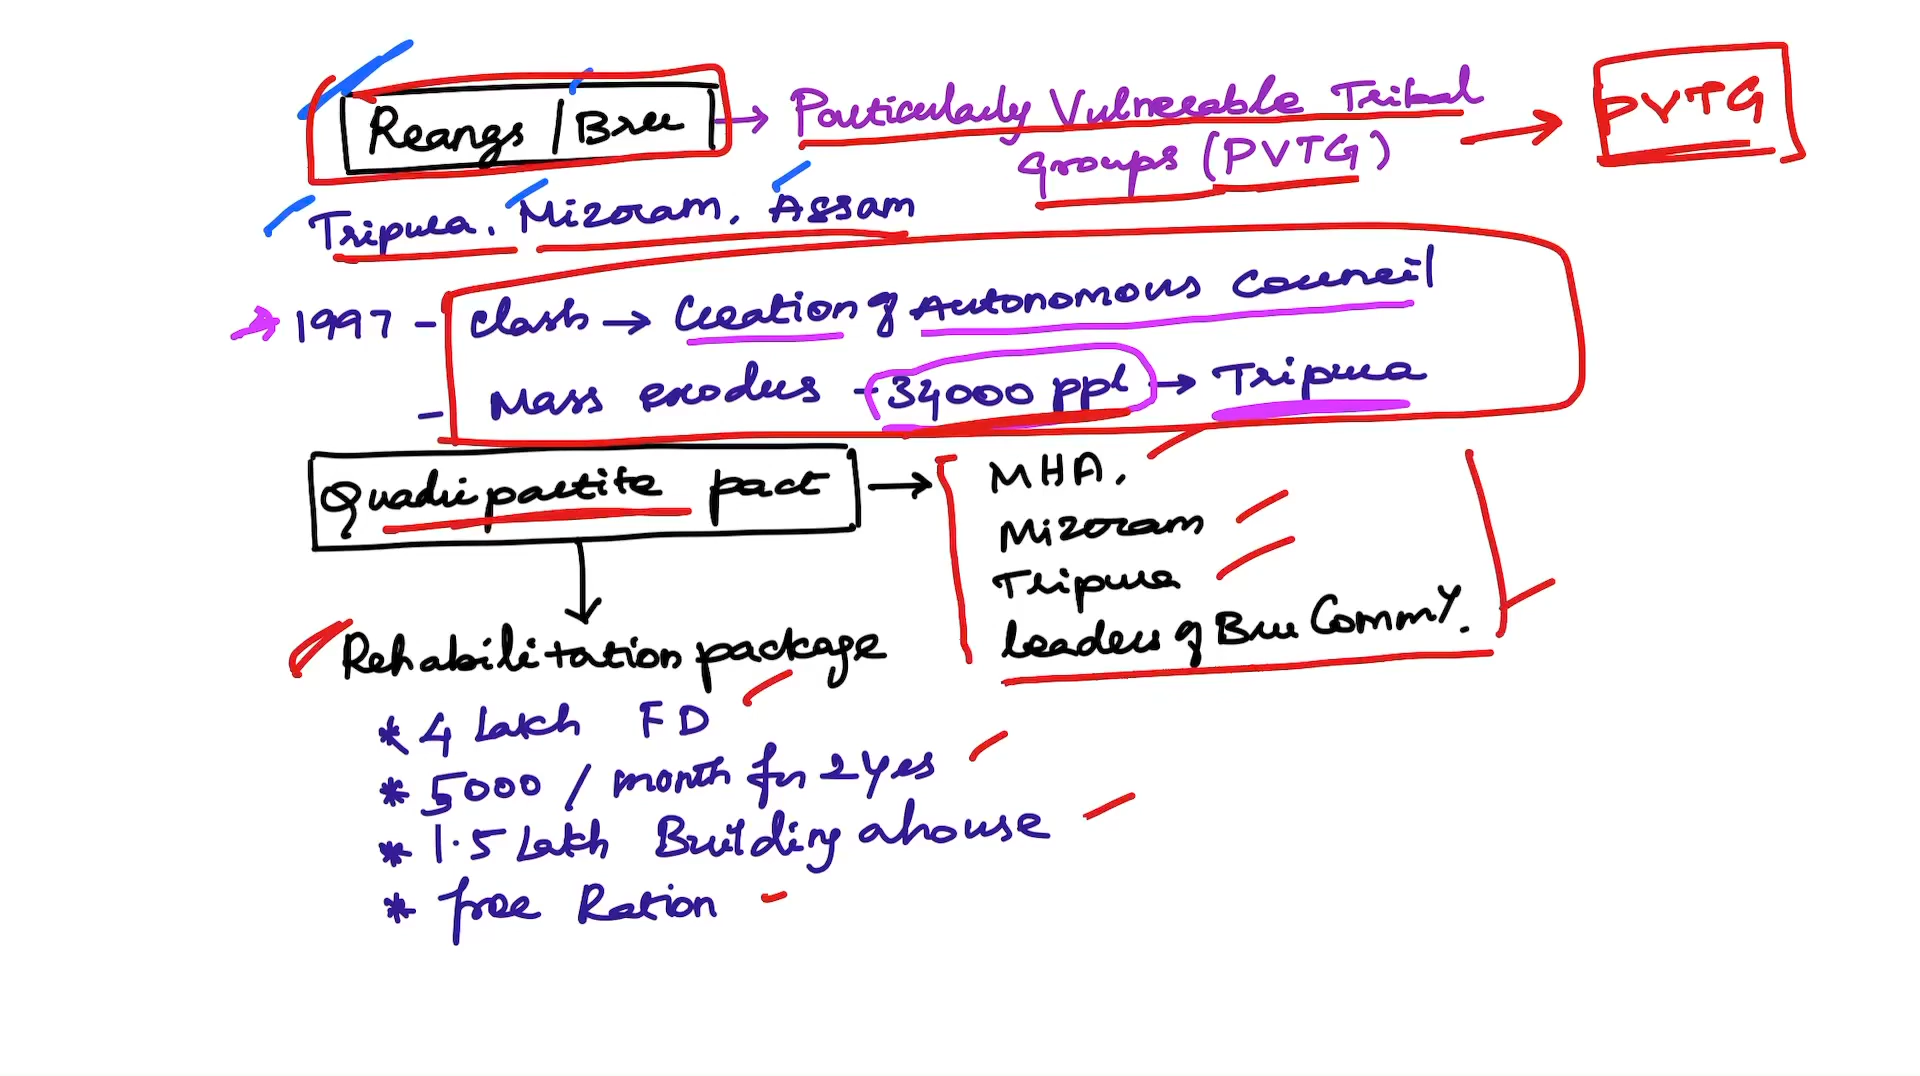 Reangs / Bru → Particularly Vulnerable Tribal → PVTG
Groups (PVTG)
Tripura, Mizoram, Assam
→ 1997 - clash → Creation of Autonomous Council
- Mass exodus - 34000 ppl → Tripura
Quadripartite pact → MHA,
Mizoram
Tripura
leaders of Bru Commy.
Rehabilitation package
* 4 Lakh FD
* 5000 / month for 2 yrs
* 1.5 Lakh Building a house
* free Ration